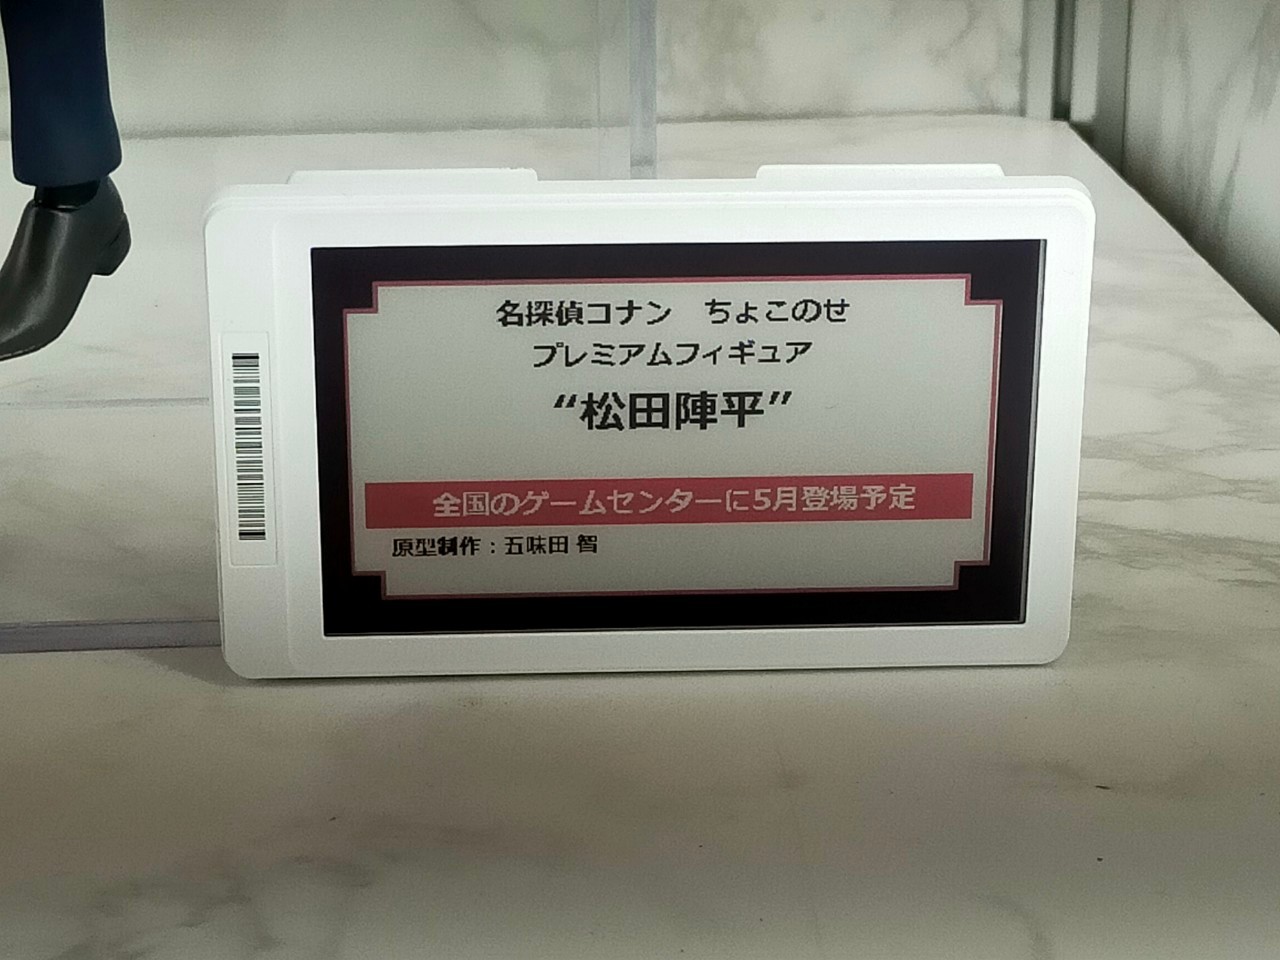 名探偵コナン　ちょこのせ
プレミアムフィギュア
“松田陣平”
全国のゲームセンターに5月登場予定
原型制作：五味田 智